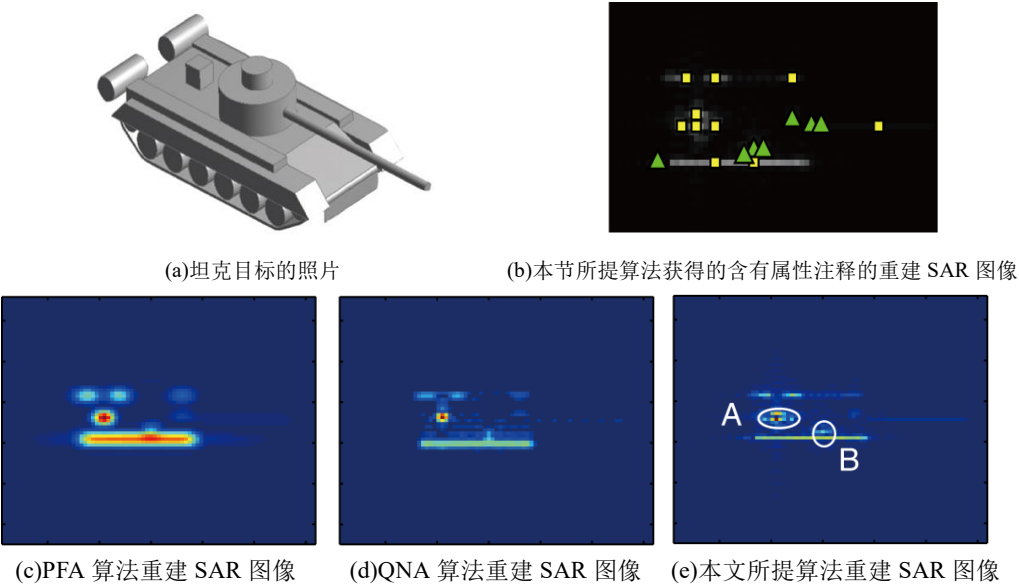 (a)坦克目标的照片
(b)本节所提算法获得的含有属性注释的重建 SAR 图像
A
B
(c)PFA 算法重建 SAR 图像
(d)QNA 算法重建 SAR 图像
(e)本文所提算法重建 SAR 图像